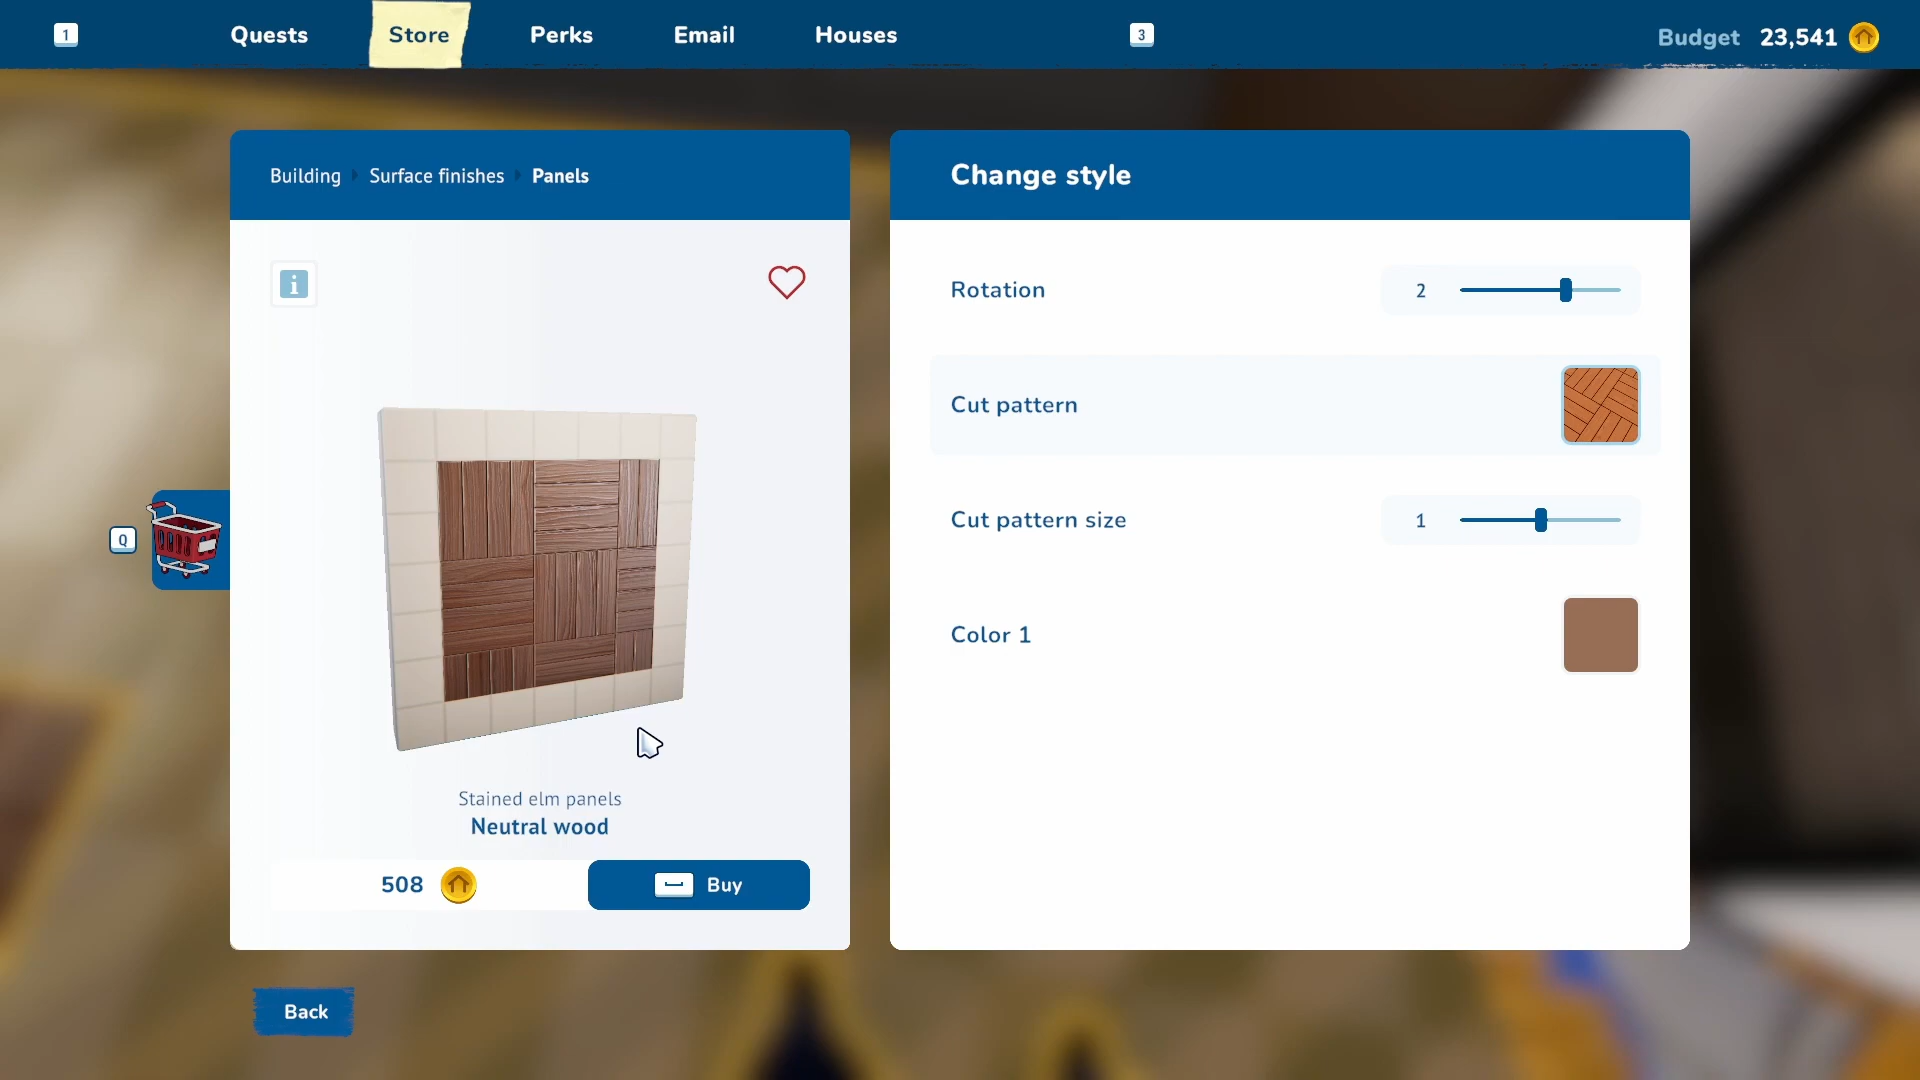 1
Quests
Store
Perks
Email
Houses
3
Budget 23,541
Building
Surface finishes
Panels
Change style
i
Rotation
2
Cut pattern
Cut pattern size
1
Q
Color 1
Stained elm panels
Neutral wood
508
Buy
Back